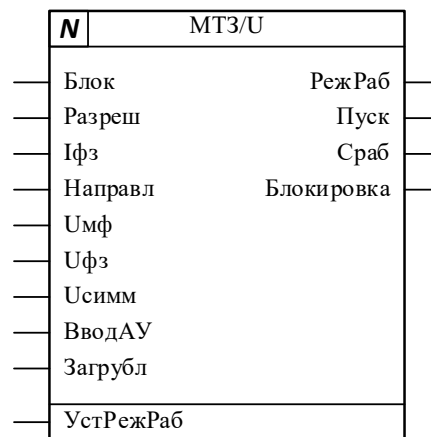 N МТЗ/U
Блок РежРаб
Разреш Пуск
Iфз Сраб
Направл Блокировка
Uмф
Uфз
Uсимм
ВводАУ
Загрубл
УстРежРаб